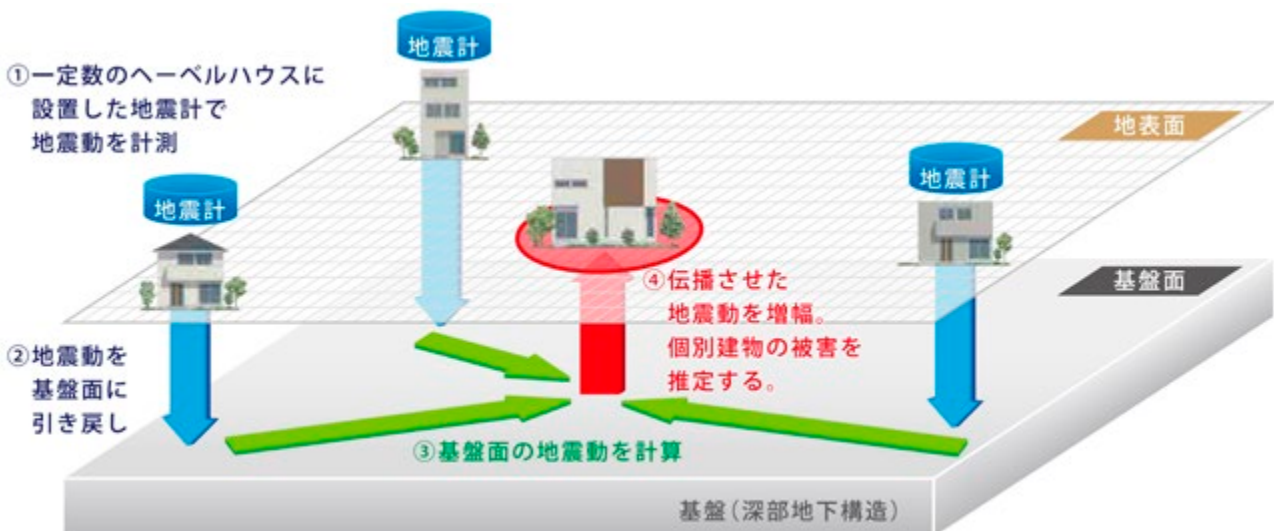 地震計
①一定数のヘーベルハウスに
設置した地震計で
地震動を計測
地表面
地震計
地震計
基盤面
④伝播させた
地震動を増幅。
個別建物の被害を
推定する。
②地震動を
基盤面に
引き戻し
③基盤面の地震動を計算
基盤(深部地下構造)